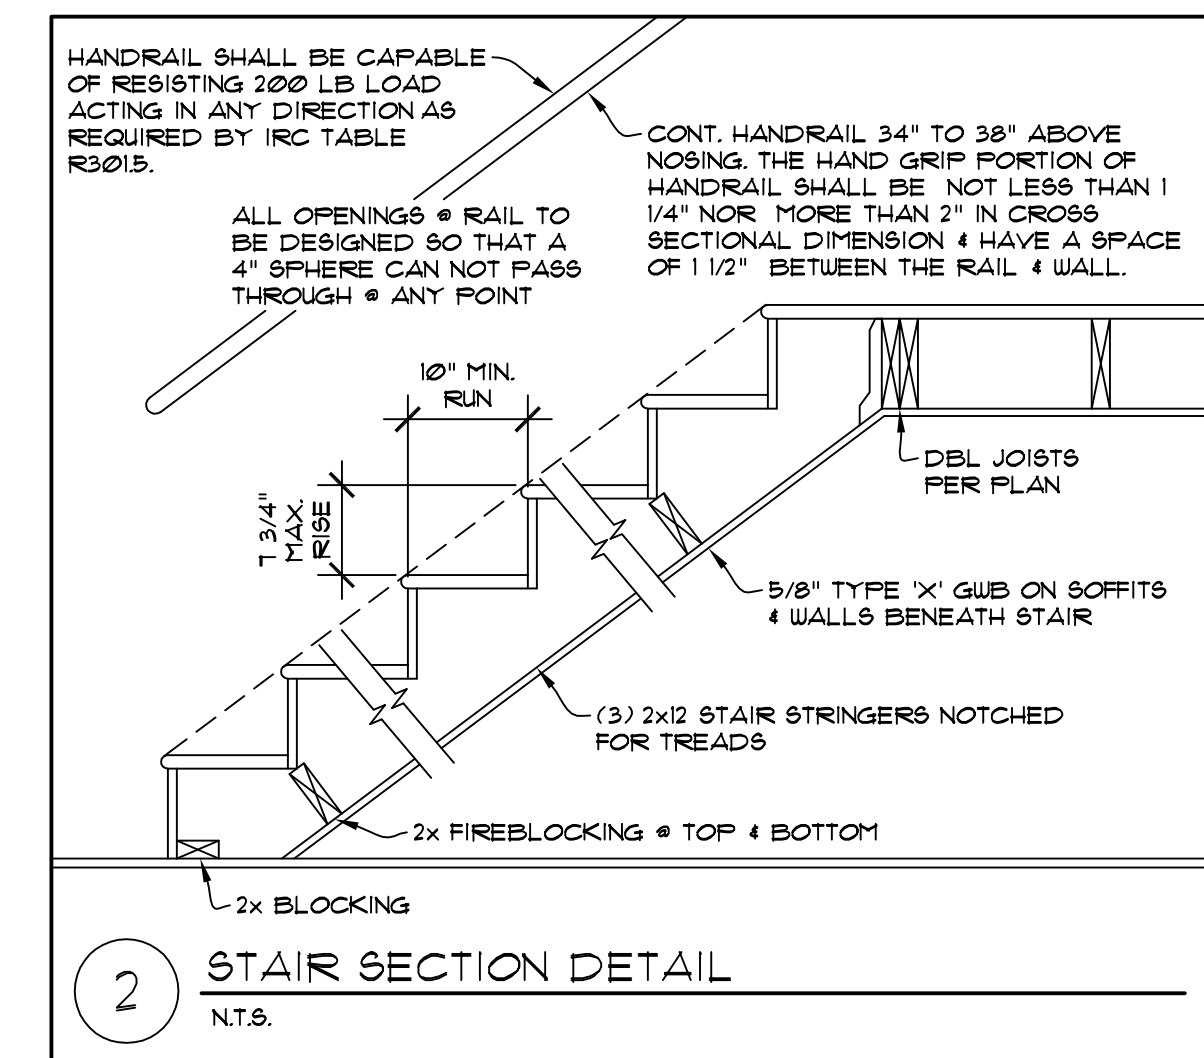 HANDRAIL SHALL BE CAPABLE
OF RESISTING 200 LB LOAD
ACTING IN ANY DIRECTION AS
REQUIRED BY IRC TABLE
R301.5.
CONT. HANDRAIL 34" TO 38" ABOVE
NOSING. THE HAND GRIP PORTION OF
HANDRAIL SHALL BE NOT LESS THAN 1
1/4" NOR MORE THAN 2" IN CROSS
SECTIONAL DIMENSION & HAVE A SPACE
OF 1 1/2" BETWEEN THE RAIL & WALL.
ALL OPENINGS @ RAIL TO
BE DESIGNED SO THAT A
4" SPHERE CAN NOT PASS
THROUGH @ ANY POINT
10" MIN.
RUN
7 3/4"
MAX.
RISE
DBL JOISTS
PER PLAN
5/8" TYPE 'X' GWB ON SOFFITS
& WALLS BENEATH STAIR
(3) 2x12 STAIR STRINGERS NOTCHED
FOR TREADS
2x FIREBLOCKING @ TOP & BOTTOM
2x BLOCKING
2
STAIR SECTION DETAIL
N.T.S.